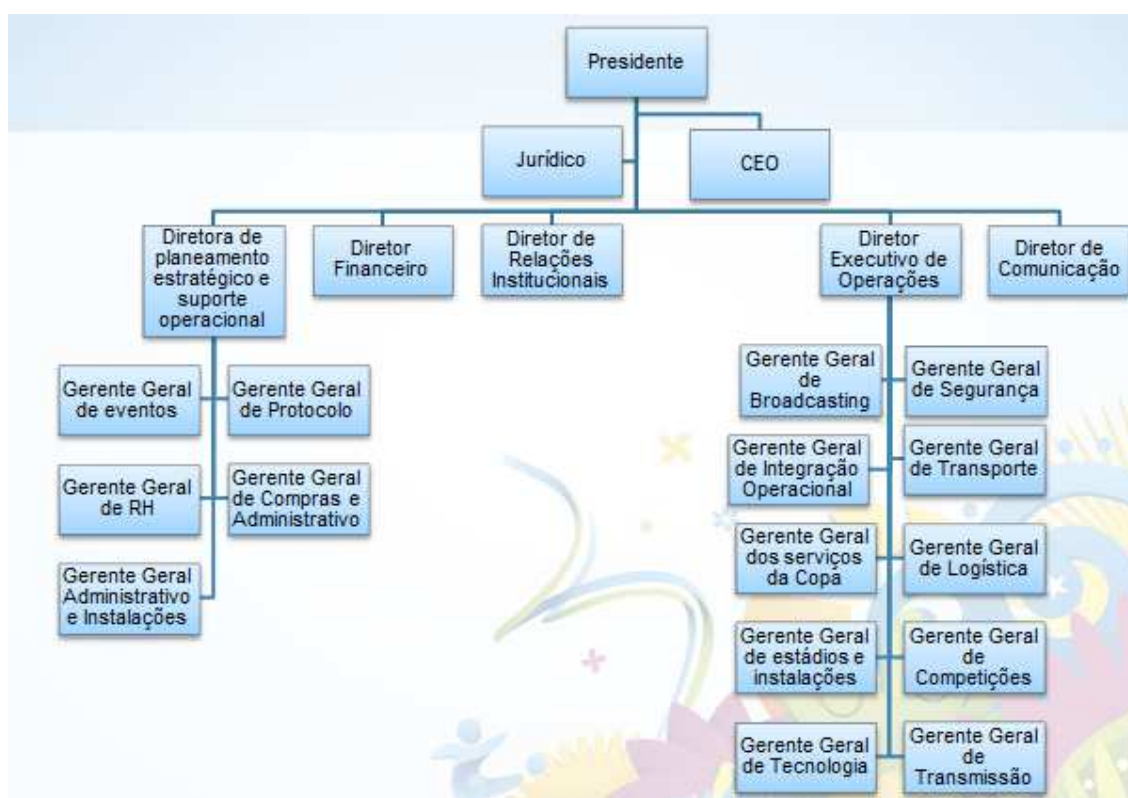 Presidente
Jurídico
CEO
Diretora de
planeamento
estratégico e
suporte
operacional
Diretor
Financeiro
Diretor de
Relações
Institucionais
Diretor
Executivo de
Operações
Diretor de
Comunicação
Gerente Geral
de eventos
Gerente Geral
de Protocolo
Gerente Geral
de RH
Gerente Geral
de Compras e
Administrativo
Gerente Geral
Administrativo
e Instalações
Gerente Geral
de
Broadcasting
Gerente Geral
de Segurança
Gerente Geral
de Integração
Operacional
Gerente Geral
de Transporte
Gerente Geral
dos serviços
da Copa
Gerente Geral
de Logística
Gerente Geral
de estádios e
instalações
Gerente Geral
de
Competições
Gerente Geral
de Tecnologia
Gerente Geral
de
Transmissão